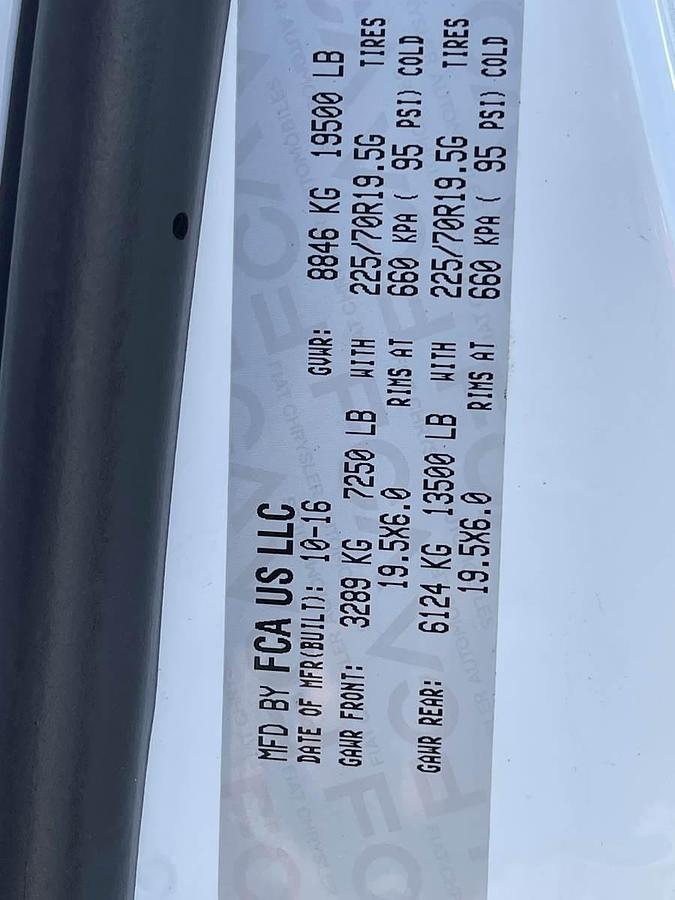 MFD BY FCA US LLC
DATE OF MFR(BUILT): 10-16 GVWR: 8846 KG 19500 LB
GAWR FRONT: 3289 KG 7250 LB WITH 225/70R19.5G TIRES
19.5X6.0 RIMS AT 660 KPA ( 95 PSI) COLD
GAWR REAR: 6124 KG 13500 LB WITH 225/70R19.5G TIRES
19.5X6.0 RIMS AT 660 KPA ( 95 PSI) COLD